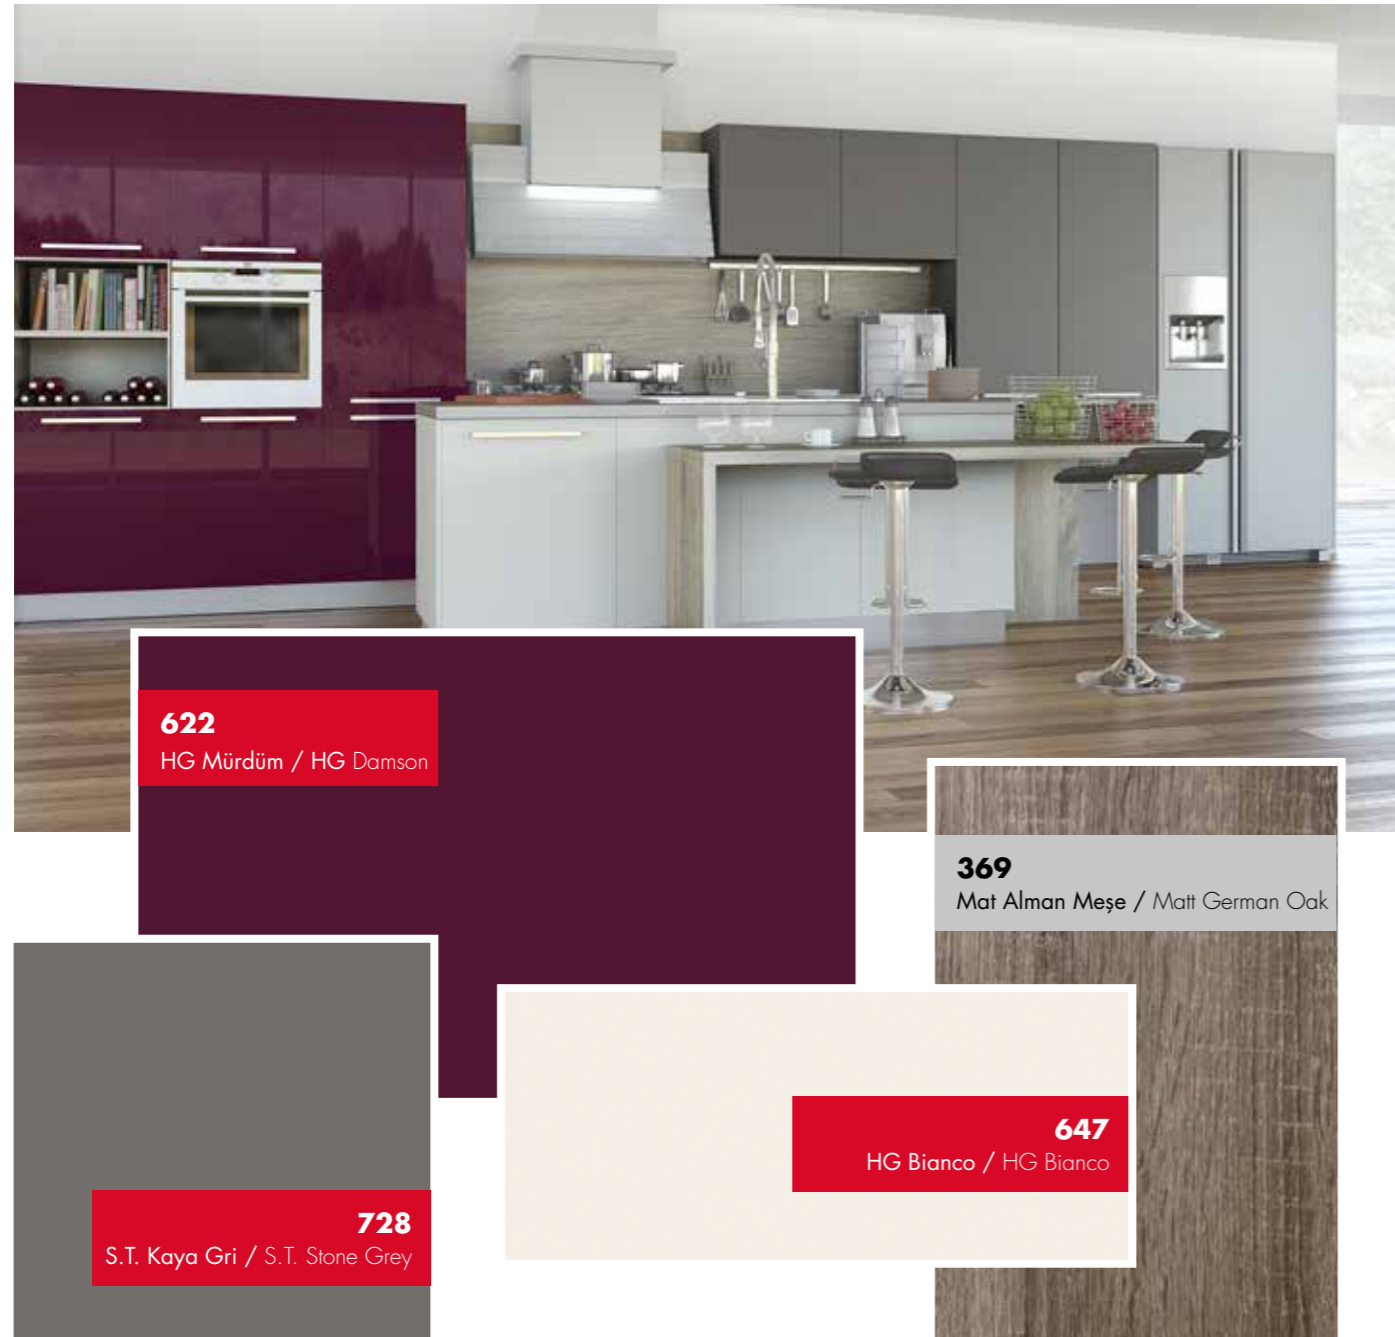 622
HG Mürdüm / HG Damson
369
Mat Alman Meşe / Matt German Oak
647
HG Bianco / HG Bianco
728
S.T. Kaya Gri / S.T. Stone Grey